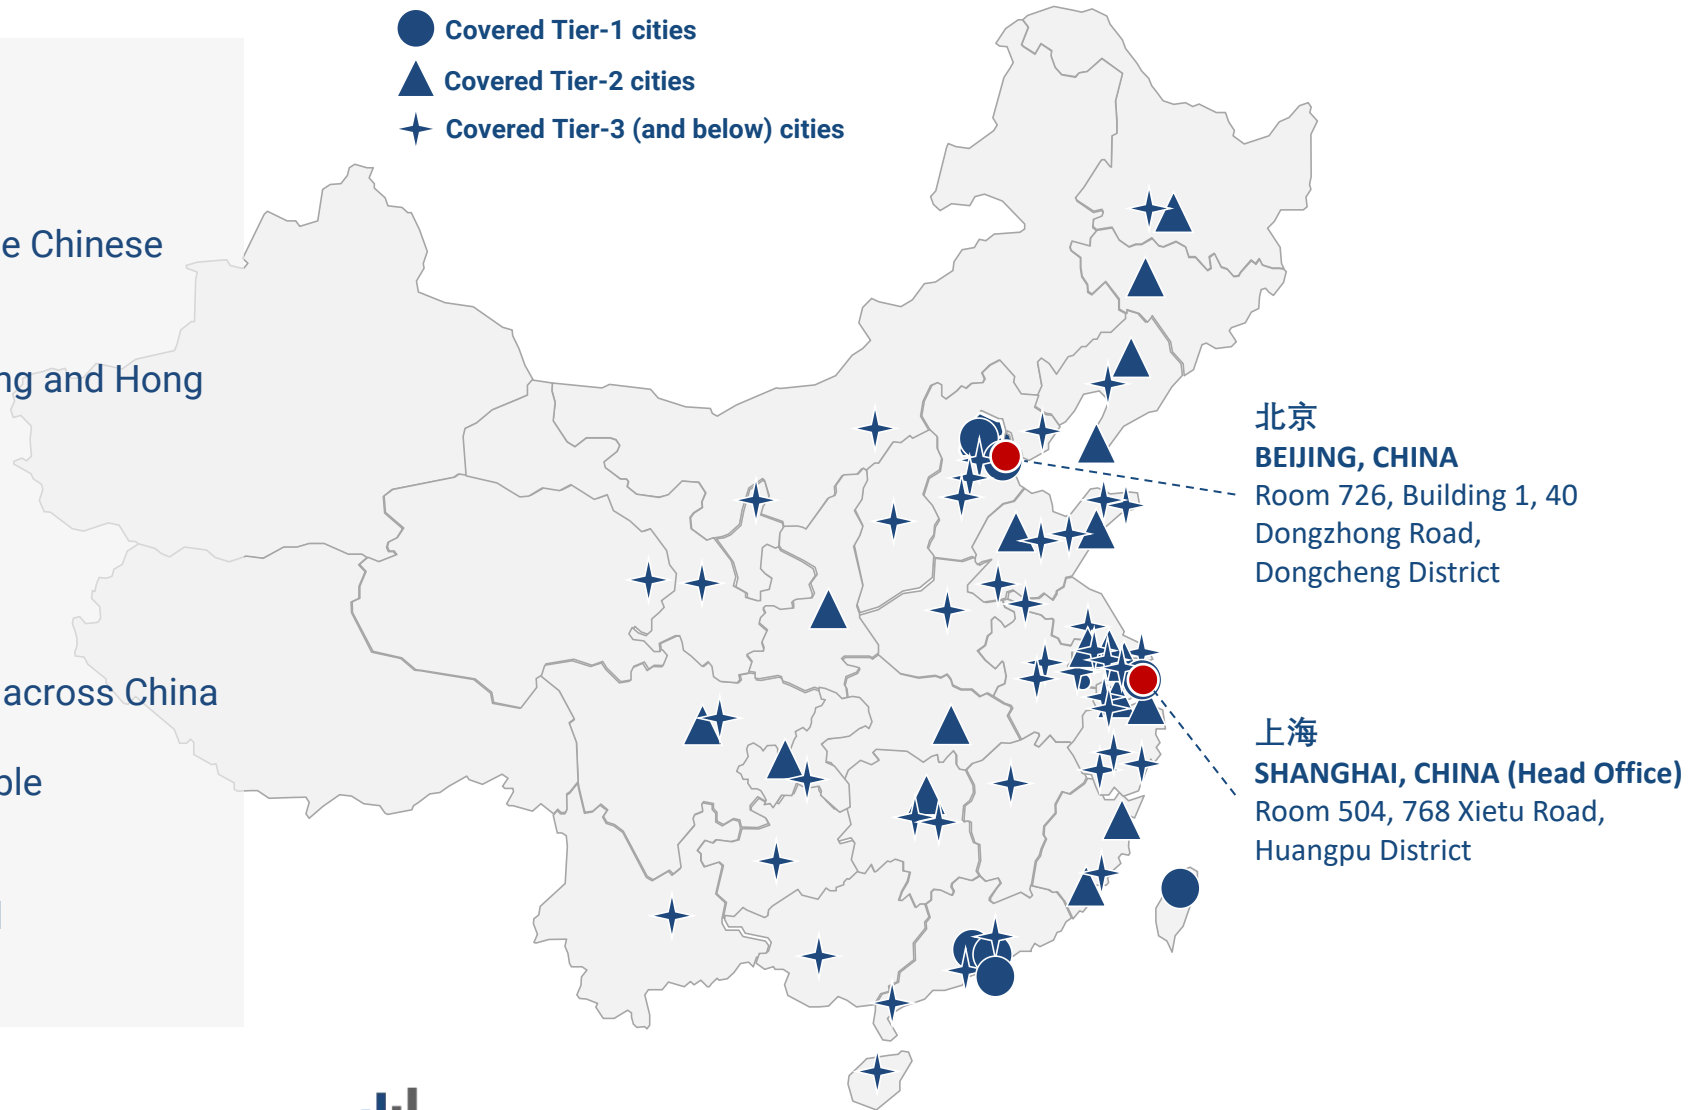 Covered Tier-1 cities
Covered Tier-2 cities
Covered Tier-3 (and below) cities
e Chinese
ng and Hong
across China
北京
BEIJING, CHINA
Room 726, Building 1, 40
Dongzhong Road,
Dongcheng District
上海
SHANGHAI, CHINA (Head Office)
Room 504, 768 Xietu Road,
Huangpu District